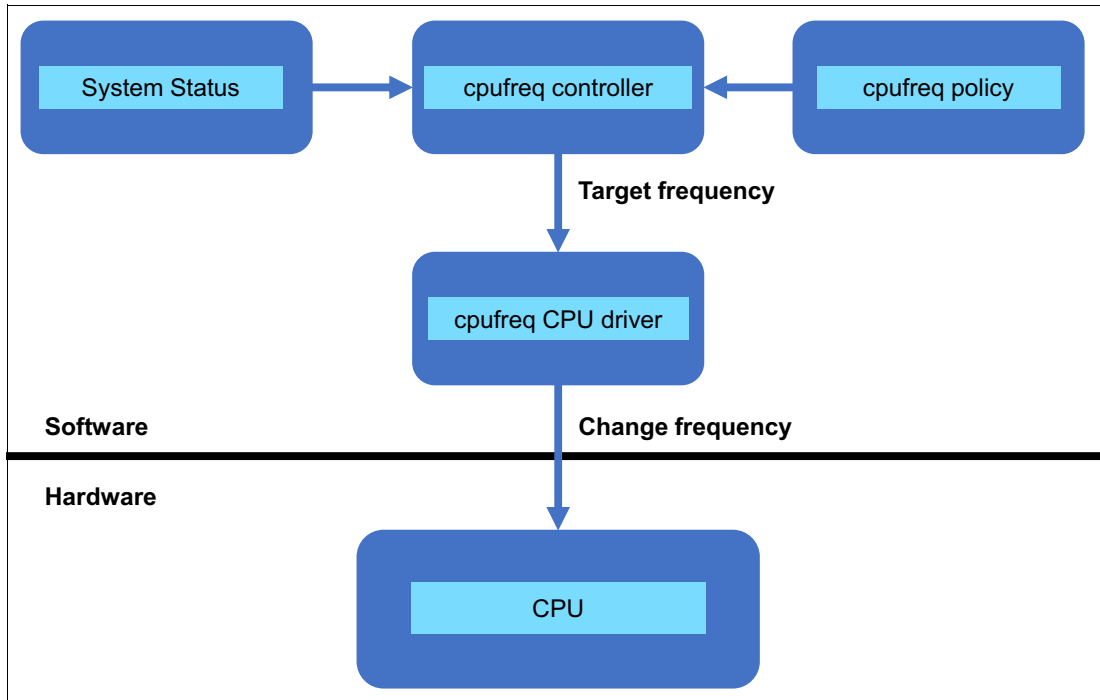 System Status
cpufreq controller
cpufreq policy
Target frequency
cpufreq CPU driver
Software
Change frequency
Hardware
CPU